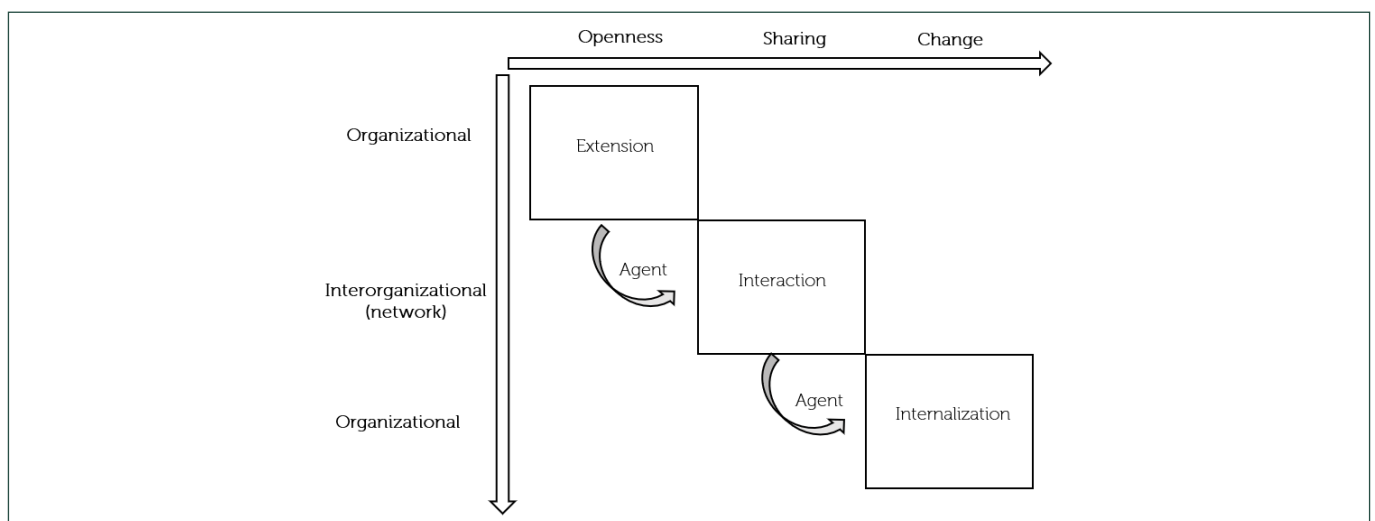 Openness Sharing Change
Organizational
Extension
Agent
Interorganizational
(network)
Interaction
Organizational
Agent
Internalization